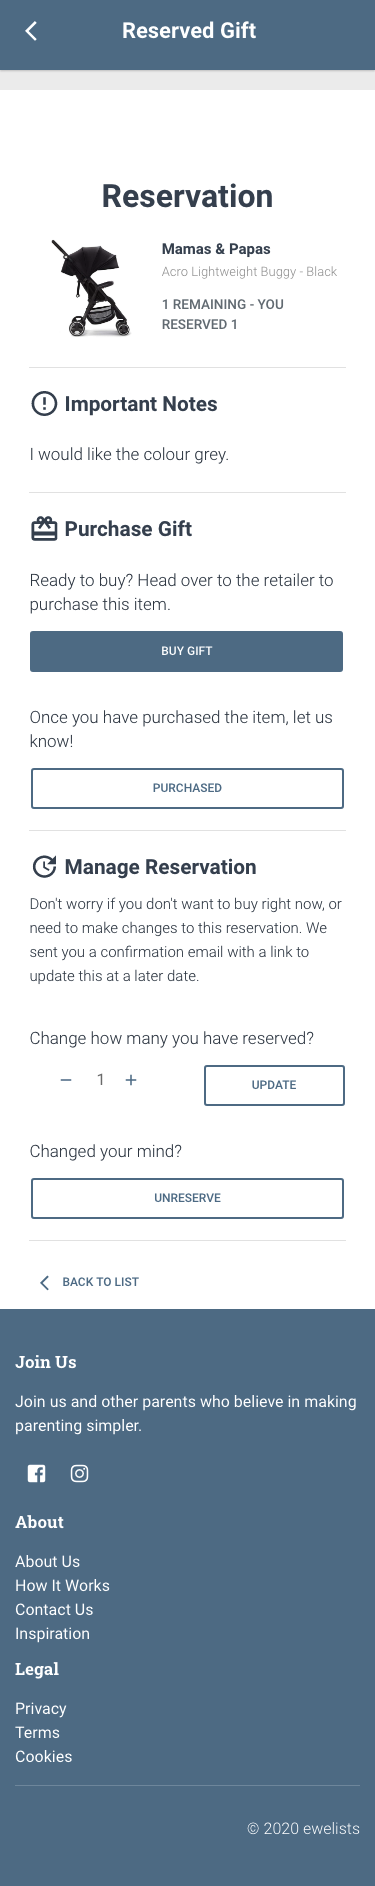 Reserved Gift
Reservation
Mamas & Papas
Acro Lightweight Buggy - Black
1 REMAINING - YOU
RESERVED 1
Important Notes
I would like the colour grey.
Purchase Gift
Ready to buy? Head over to the retailer to
purchase this item.
BUY GIFT
Once you have purchased the item, let us
know!
PURCHASED
Manage Reservation
Don't worry if you don't want to buy right now, or
need to make changes to this reservation. We
sent you a confirmation email with a link to
update this at a later date.
Change how many you have reserved?
− 1 + UPDATE
Changed your mind?
UNRESERVE
BACK TO LIST
Join Us
Join us and other parents who believe in making
parenting simpler.
About
About Us
How It Works
Contact Us
Inspiration
Legal
Privacy
Terms
Cookies
© 2020 ewelists